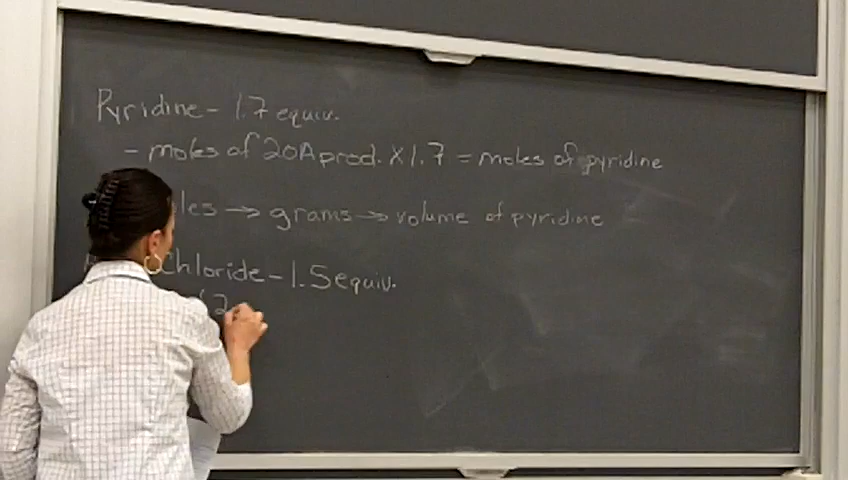 Pyridine - 1.7 equiv.
- moles of 20A prod. X 1.7 = moles of pyridine
les → grams → volume of pyridine
Chloride - 1.5 equiv.